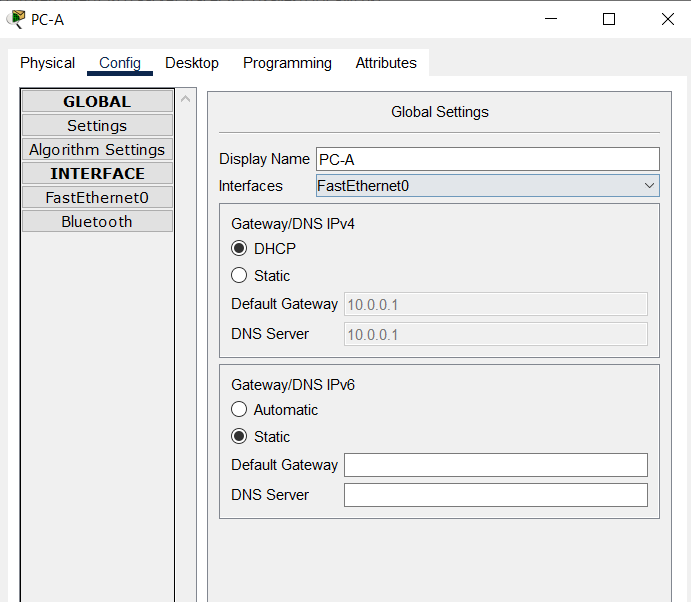 PC-A
Physical Config Desktop Programming Attributes
GLOBAL
Settings
Algorithm Settings
INTERFACE
FastEthernet0
Bluetooth
Global Settings
Display Name PC-A
Interfaces FastEthernet0
Gateway/DNS IPv4
DHCP
Static
Default Gateway 10.0.0.1
DNS Server 10.0.0.1
Gateway/DNS IPv6
Automatic
Static
Default Gateway
DNS Server